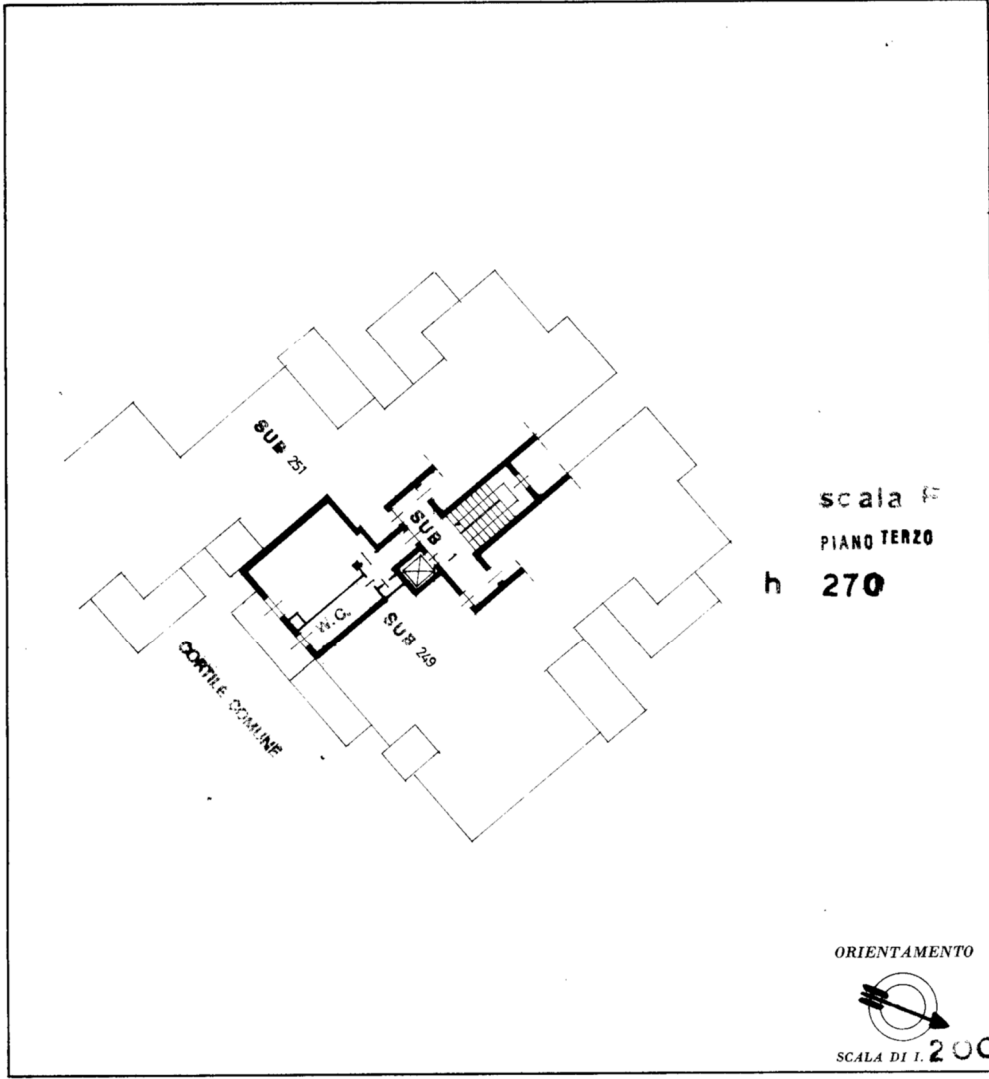 SUB 251
SUB 1
W.C.
SUB 249
CORTILE COMUNE
scala F
PIANO TERZO
h 270
ORIENTAMENTO
SCALA DI 1. 200